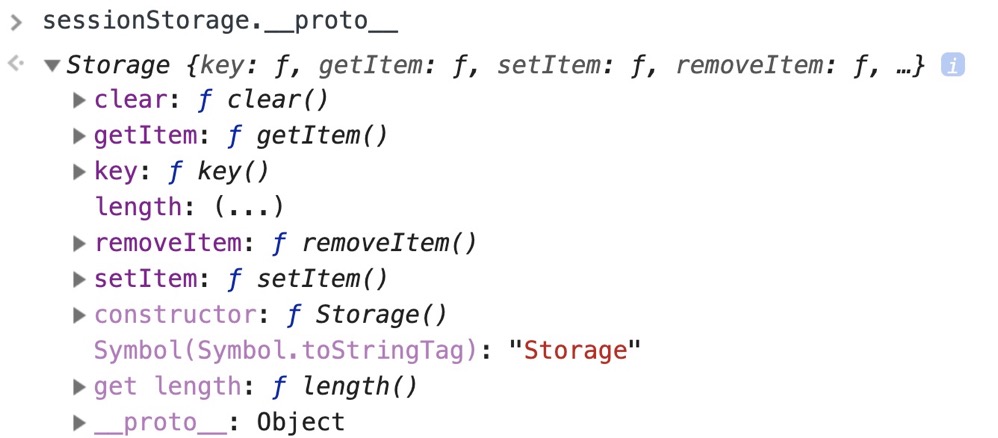 sessionStorage.__proto__
Storage {key: ƒ, getItem: ƒ, setItem: ƒ, removeItem: ƒ, …} i
clear: ƒ clear()
getItem: ƒ getItem()
key: ƒ key()
length: (...)
removeItem: ƒ removeItem()
setItem: ƒ setItem()
constructor: ƒ Storage()
Symbol(Symbol.toStringTag): "Storage"
get length: ƒ length()
__proto__: Object